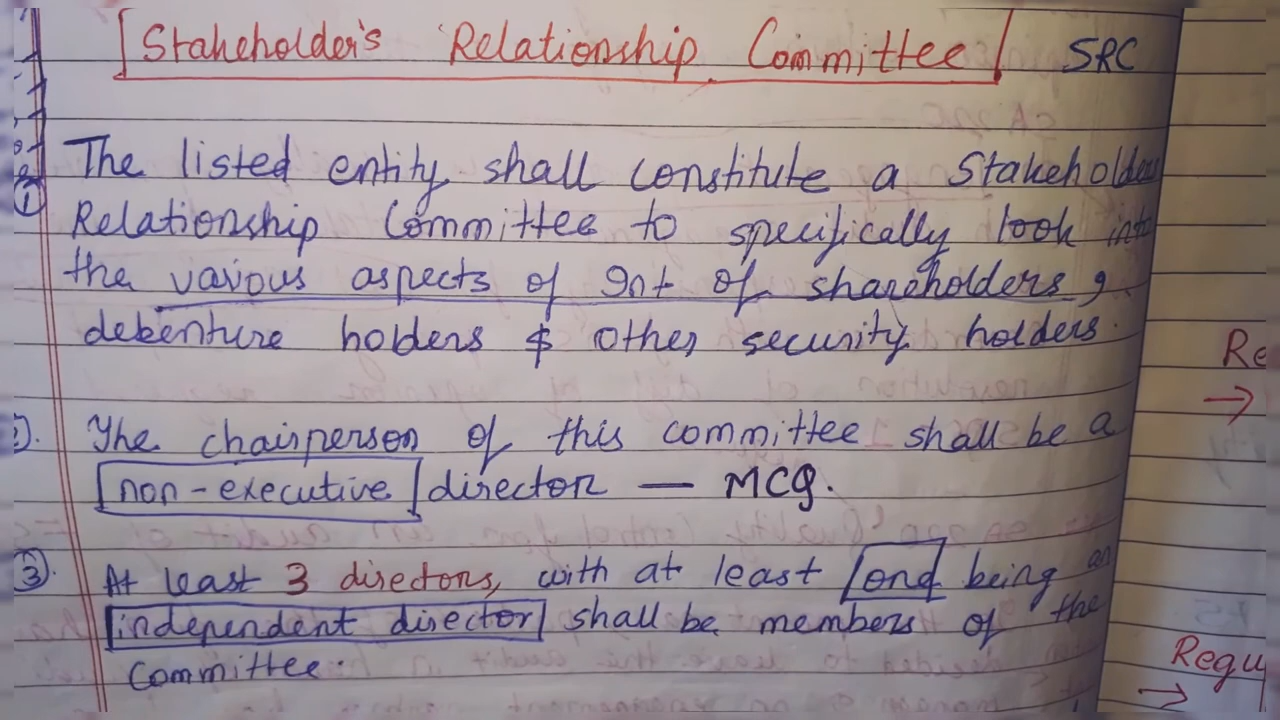 Stakeholder's Relationship Committee SRC
① The listed entity shall constitute a Stakeholder
Relationship Committee to specifically look into
the various aspects of Int of shareholders,
debenture holders & other security holders.
The chairperson of this committee shall be a
non-executive director — MCQ.
③. At least 3 directors, with at least one being an
independent director shall be members of the
Committee.
Re
→
Regu
→